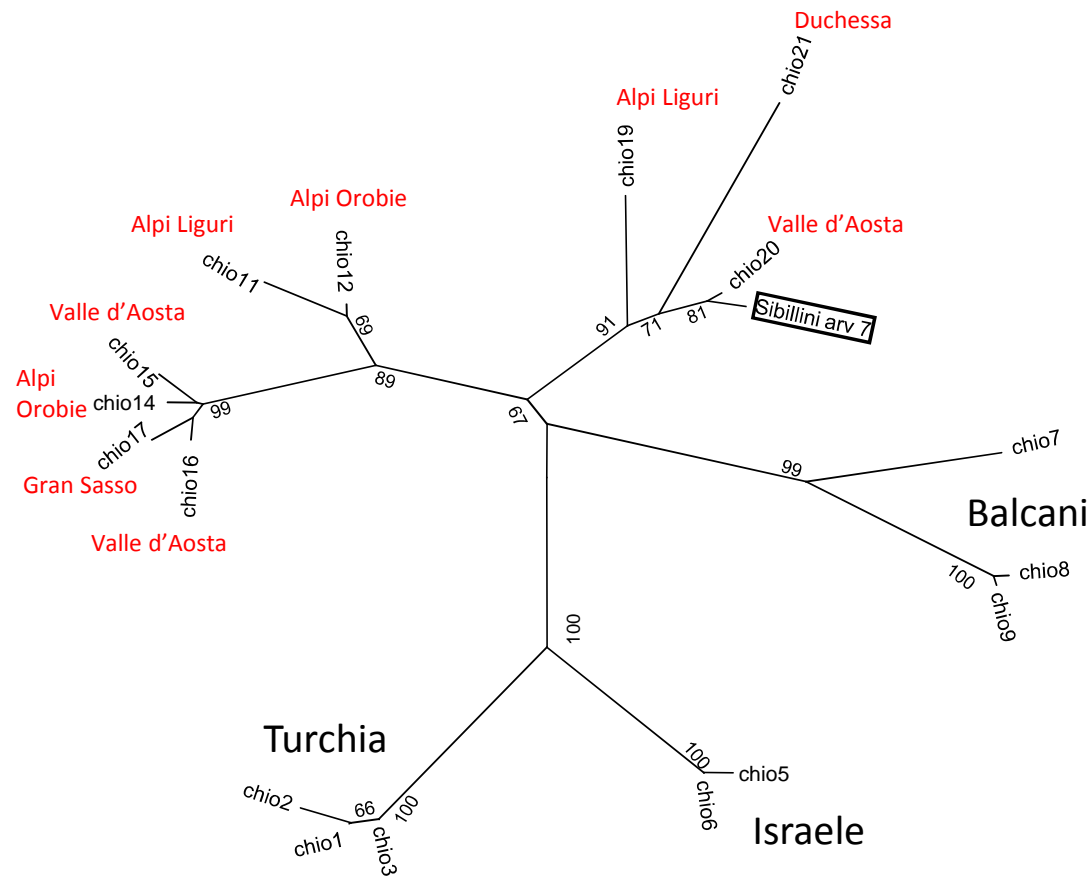 Duchessa
chio21
Alpi Liguri
chio19
Alpi Orobie
Alpi Liguri
chio12
Valle d'Aosta
chio20
chio11
Sibillini arv 7
Valle d'Aosta
69
91
71
81
chio15
89
Alpi
Orobie
chio14
99
67
chio17
chio16
Gran Sasso
Valle d'Aosta
chio7
99
Balcani
100
chio8
chio9
100
Turchia
100
chio5
chio6
Israele
chio2
66
100
chio1
chio3